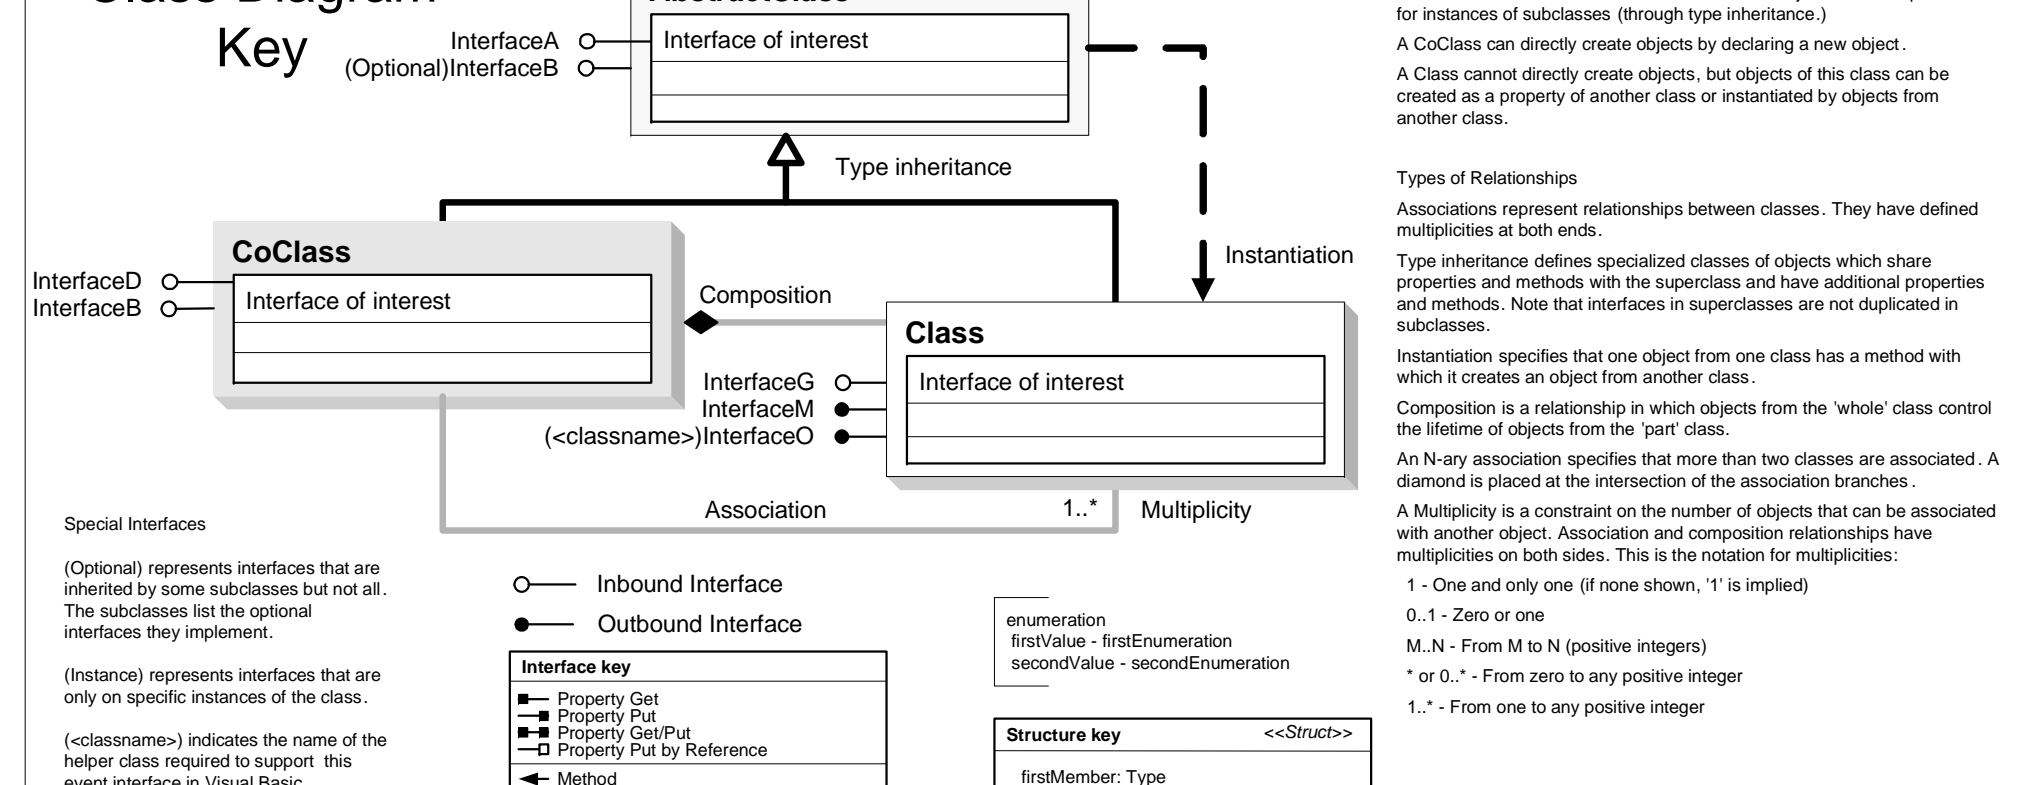 Class Diagram
Key
AbstractClass
InterfaceA
(Optional)InterfaceB
Interface of interest
Type inheritance
CoClass
InterfaceD
InterfaceB
Interface of interest
Composition
Instantiation
Class
InterfaceG
InterfaceM
(<classname>)InterfaceO
Interface of interest
Association
1..*
Multiplicity
Special Interfaces
(Optional) represents interfaces that are
inherited by some subclasses but not all.
The subclasses list the optional
interfaces they implement.
(Instance) represents interfaces that are
only on specific instances of the class.
(<classname>) indicates the name of the
helper class required to support this
event interface in Visual Basic.
Inbound Interface
Outbound Interface
Interface key
Property Get
Property Put
Property Get/Put
Property Put by Reference
Method
enumeration
firstValue - firstEnumeration
secondValue - secondEnumeration
Structure key
<<Struct>>
firstMember: Type
for instances of subclasses (through type inheritance.)
A CoClass can directly create objects by declaring a new object.
A Class cannot directly create objects, but objects of this class can be
created as a property of another class or instantiated by objects from
another class.
Types of Relationships
Associations represent relationships between classes. They have defined
multiplicities at both ends.
Type inheritance defines specialized classes of objects which share
properties and methods with the superclass and have additional properties
and methods. Note that interfaces in superclasses are not duplicated in
subclasses.
Instantiation specifies that one object from one class has a method with
which it creates an object from another class.
Composition is a relationship in which objects from the 'whole' class control
the lifetime of objects from the 'part' class.
An N-ary association specifies that more than two classes are associated. A
diamond is placed at the intersection of the association branches.
A Multiplicity is a constraint on the number of objects that can be associated
with another object. Association and composition relationships have
multiplicities on both sides. This is the notation for multiplicities:
1 - One and only one (if none shown, '1' is implied)
0..1 - Zero or one
M..N - From M to N (positive integers)
* or 0..* - From zero to any positive integer
1..* - From one to any positive integer